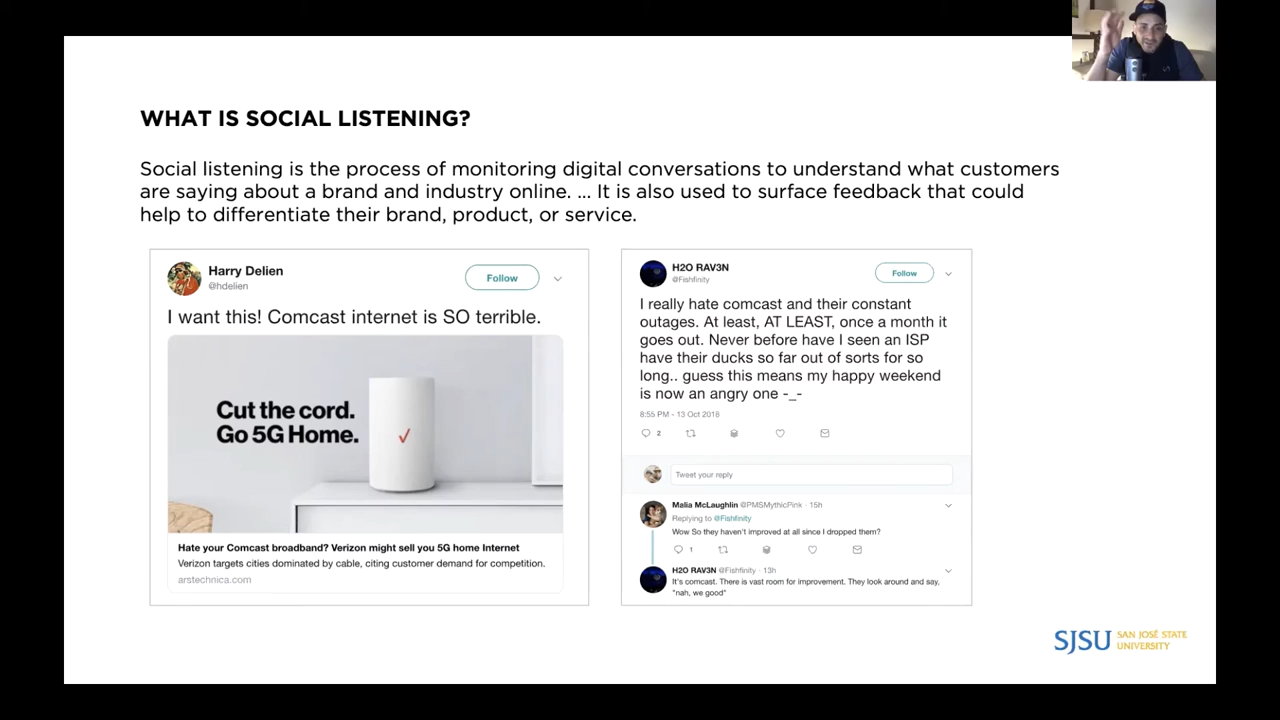 WHAT IS SOCIAL LISTENING?
Social listening is the process of monitoring digital conversations to understand what customers
are saying about a brand and industry online. ... It is also used to surface feedback that could
help to differentiate their brand, product, or service.
Harry Delien
@hdelien
Follow
I want this! Comcast internet is SO terrible.
Cut the cord.
Go 5G Home.
Hate your Comcast broadband? Verizon might sell you 5G home Internet
Verizon targets cities dominated by cable, citing customer demand for competition.
arstechnica.com
H2O RAV3N
@Fishfinity
Follow
I really hate comcast and their constant
outages. At least, AT LEAST, once a month it
goes out. Never before have I seen an ISP
have their ducks so far out of sorts for so
long.. guess this means my happy weekend
is now an angry one -_-
8:55 PM - 13 Oct 2018
2
Tweet your reply
Malia McLaughlin @PMSMythicPink · 15h
Replying to @Fishfinity
Wow So they haven't improved at all since I dropped them?
1
H2O RAV3N @Fishfinity · 13h
It's comcast. There is vast room for improvement. They look around and say,
"nah, we good"
SJSU SAN JOSÉ STATE
UNIVERSITY